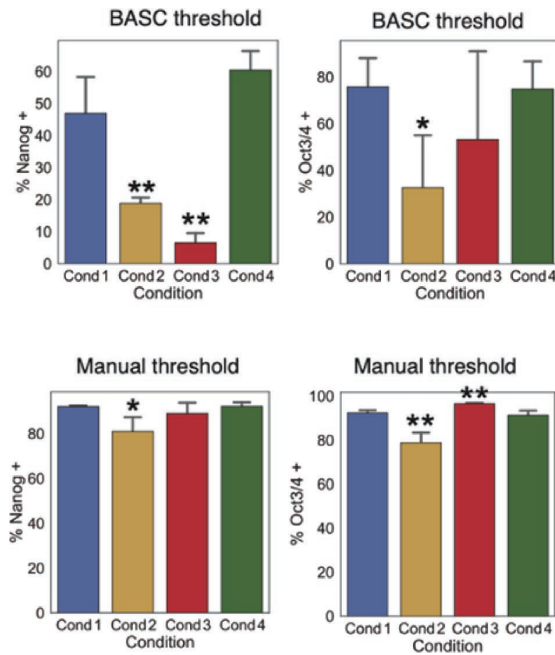 BASC threshold
% Nanog +
60
50
40
30
20
10
0
**
**
Cond 1 Cond 2 Cond 3 Cond 4
Condition
BASC threshold
% Oct3/4 +
80
60
40
60
80
0
*
Cond 1 Cond 2 Cond 3 Cond 4
Condition
Manual threshold
% Nanog +
80
60
40
20
0
*
Cond 1 Cond 2 Cond 3 Cond 4
Condition
Manual threshold
% Oct3/4 +
100
80
60
40
20
0
**
**
Cond 1 Cond 2 Cond 3 Cond 4
Condition